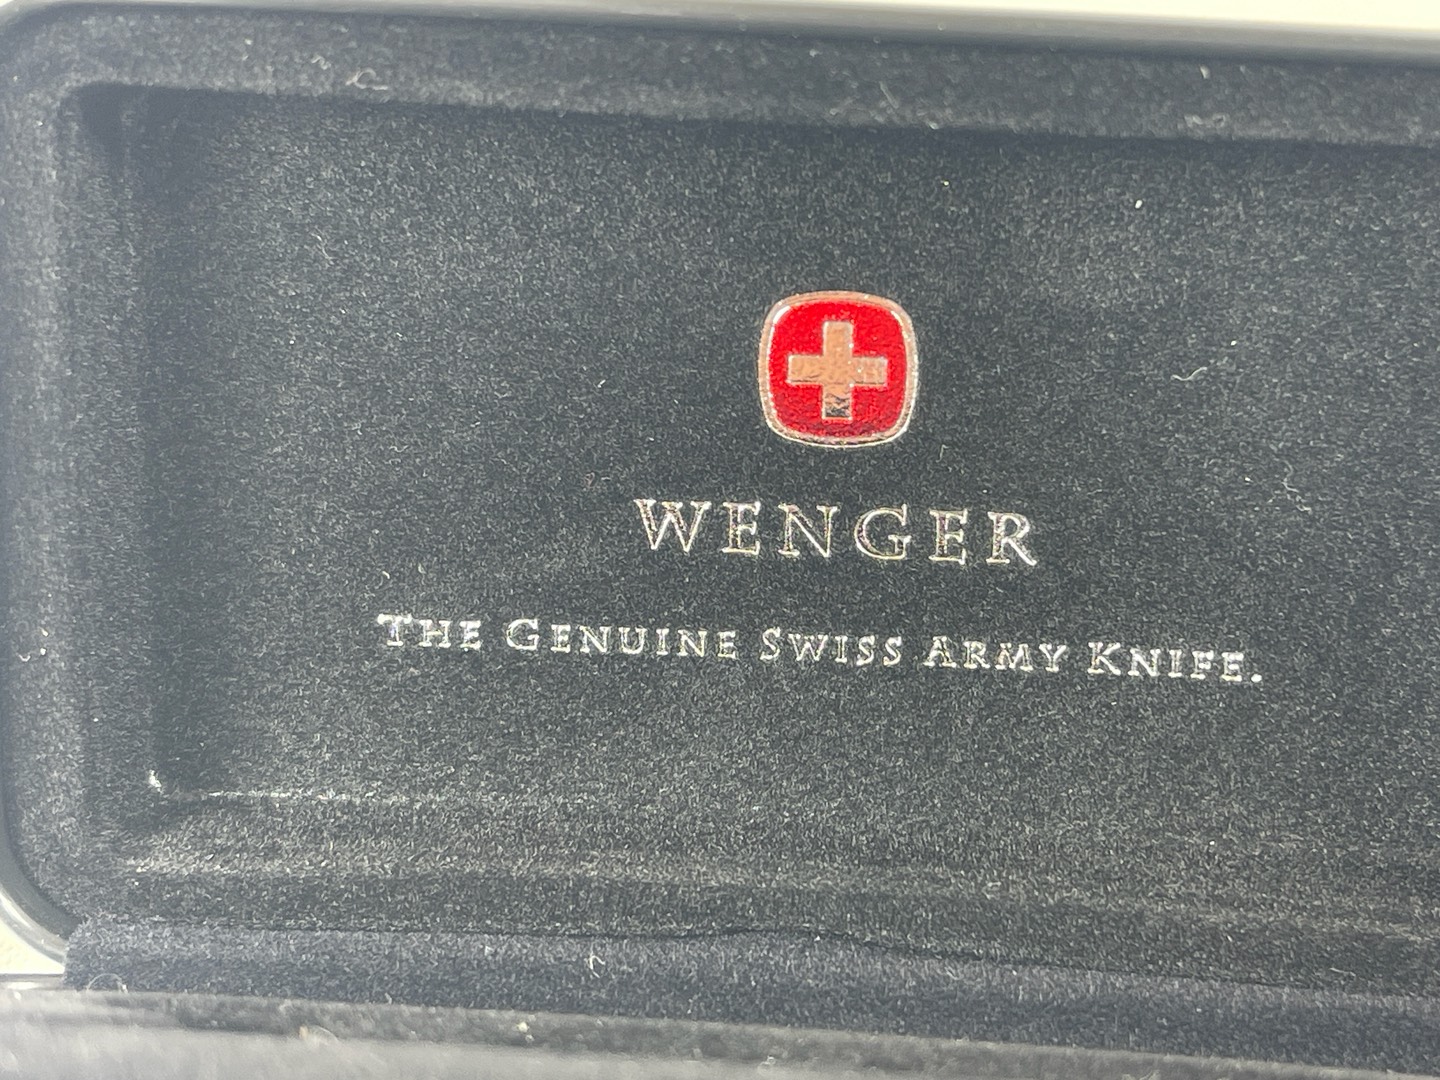 WENGER
THE GENUINE SWISS ARMY KNIFE.